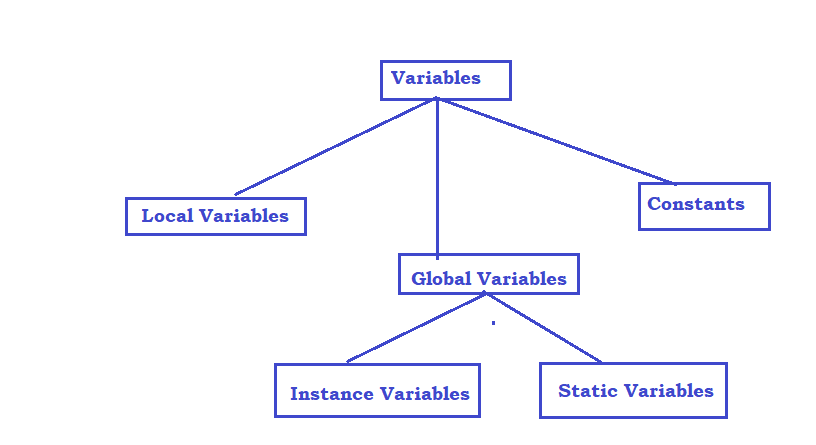 Variables
Local Variables
Constants
Global Variables
Instance Variables
Static Variables